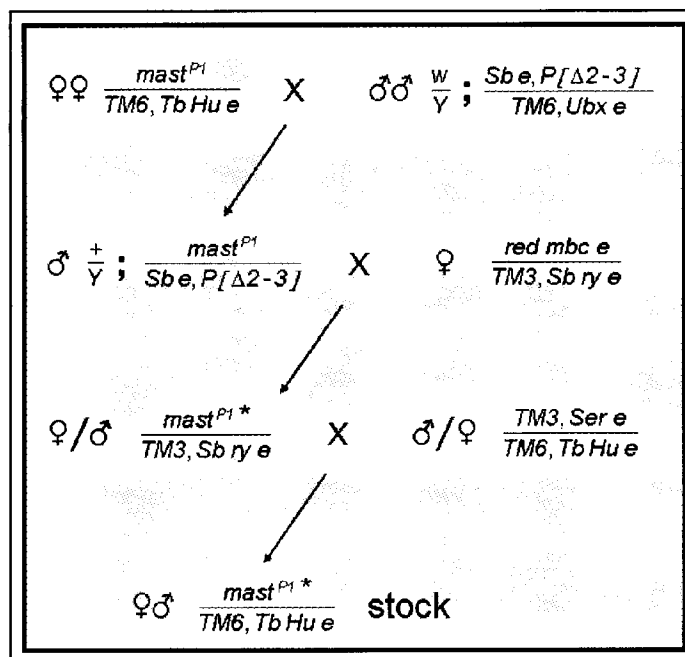 ♀♀ mast^P1 / TM6, Tb Hu e X ♂♂ w / Y ; Sb e, P[Δ2-3] / TM6, Ubx e
♂ + / Y ; mast^P1 / Sb e, P[Δ2-3] X ♀ red mbc e / TM3, Sb ry e
♀/♂ mast^P1* / TM3, Sb ry e X ♂/♀ TM3, Ser e / TM6, Tb Hu e
♀♂ mast^P1* / TM6, Tb Hu e stock